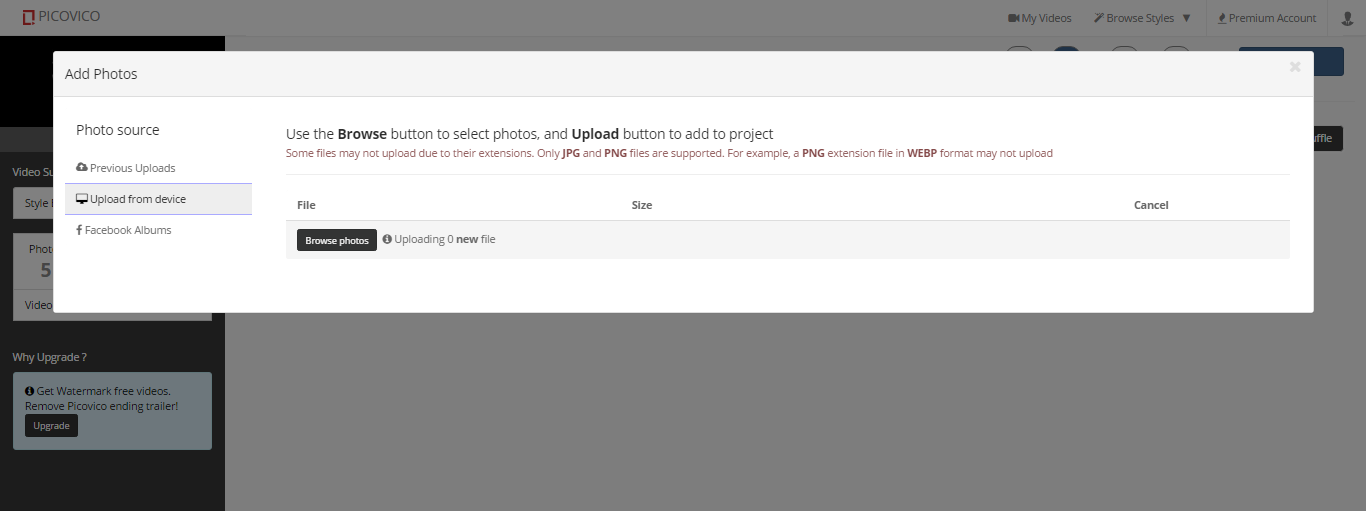 PICOVICO
My Videos
Browse Styles ▼
Premium Account
Add Photos
Photo source
Previous Uploads
Upload from device
Facebook Albums
Use the Browse button to select photos, and Upload button to add to project
Some files may not upload due to their extensions. Only JPG and PNG files are supported. For example, a PNG extension file in WEBP format may not upload
File Size Cancel
Browse photos Uploading 0 new file
Video Su
Style
Phot
5
Video
Why Upgrade ?
Get Watermark free videos.
Remove Picovico ending trailer!
Upgrade
uffle